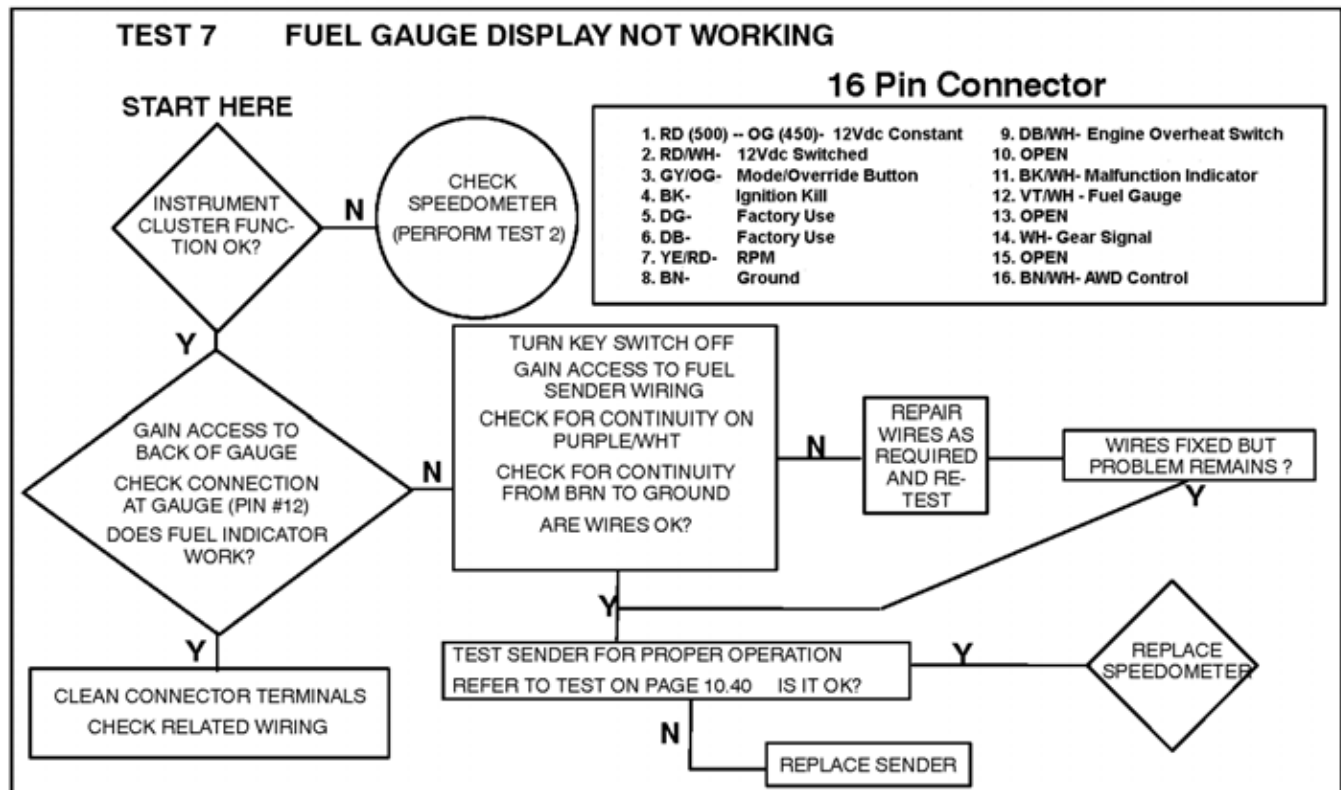 TEST 7 FUEL GAUGE DISPLAY NOT WORKING
16 Pin Connector
1. RD (500) -- OG (450)- 12Vdc Constant
2. RD/WH- 12Vdc Switched
3. GY/OG- Mode/Override Button
4. BK- Ignition Kill
5. DG- Factory Use
6. DB- Factory Use
7. YE/RD- RPM
8. BN- Ground
9. DB/WH- Engine Overheat Switch
10. OPEN
11. BK/WH- Malfunction Indicator
12. VT/WH - Fuel Gauge
13. OPEN
14. WH- Gear Signal
15. OPEN
16. BN/WH- AWD Control
START HERE
INSTRUMENT
CLUSTER FUNC-
TION OK?
N
CHECK
SPEEDOMETER
(PERFORM TEST 2)
Y
GAIN ACCESS TO
BACK OF GAUGE
CHECK CONNECTION
AT GAUGE (PIN #12)
DOES FUEL INDICATOR
WORK?
N
TURN KEY SWITCH OFF
GAIN ACCESS TO FUEL
SENDER WIRING
CHECK FOR CONTINUITY ON
PURPLE/WHT
CHECK FOR CONTINUITY
FROM BRN TO GROUND
ARE WIRES OK?
N
REPAIR
WIRES AS
REQUIRED
AND RE-
TEST
WIRES FIXED BUT
PROBLEM REMAINS ?
Y
Y
Y
CLEAN CONNECTOR TERMINALS
CHECK RELATED WIRING
TEST SENDER FOR PROPER OPERATION
REFER TO TEST ON PAGE 10.40 IS IT OK?
Y
REPLACE
SPEEDOMETER
N
REPLACE SENDER